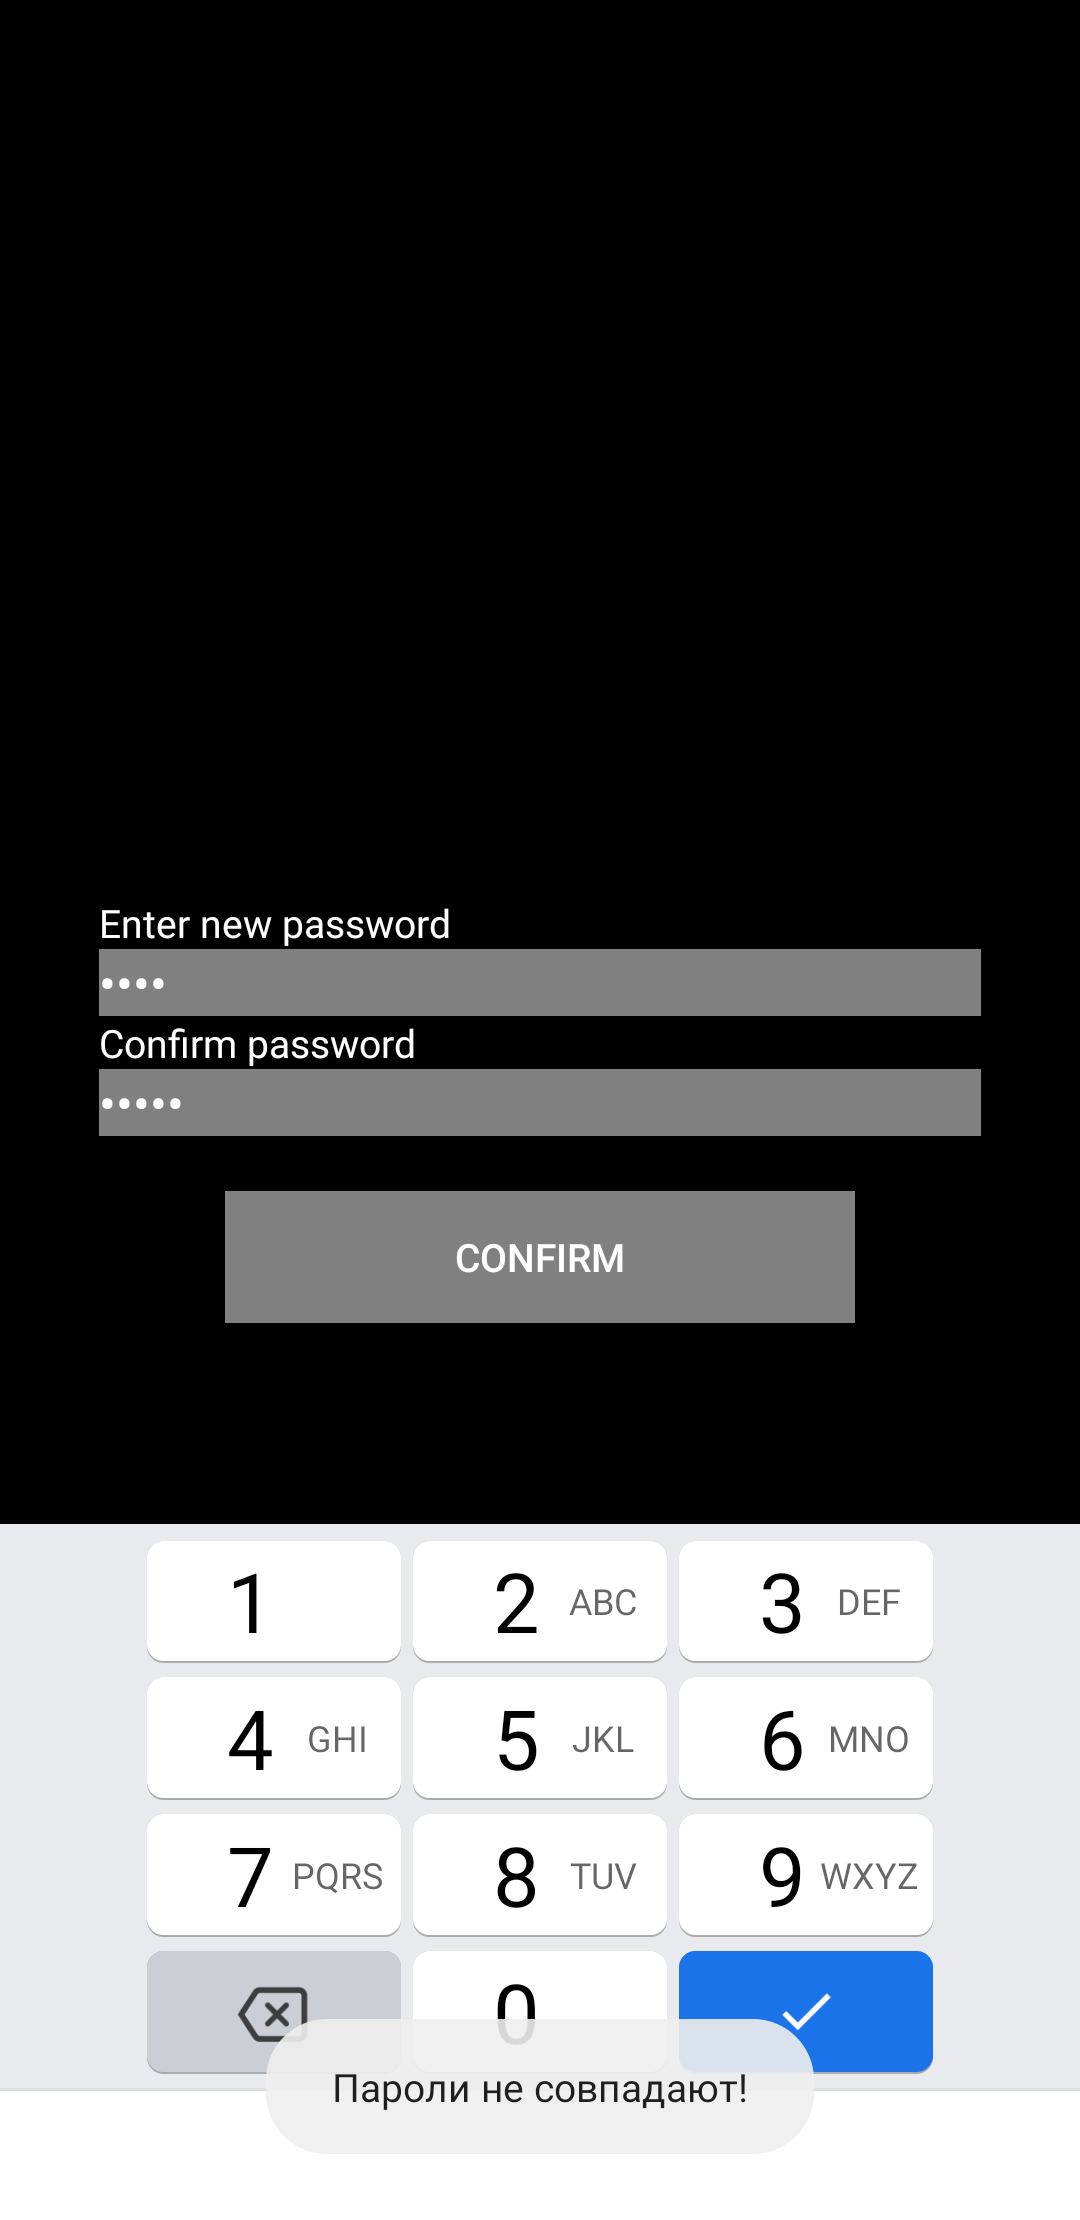 Enter new password
••••
Confirm password
•••••
CONFIRM
1
2 ABC
3 DEF
4 GHI
5 JKL
6 MNO
7 PQRS
8 TUV
9 WXYZ
0
Пароли не совпадают!